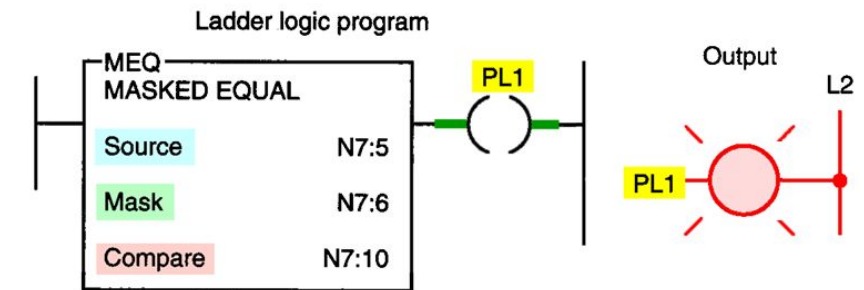 Ladder logic program
MEQ
MASKED EQUAL
Source N7:5
Mask N7:6
Compare N7:10
PL1
Output
L2
PL1